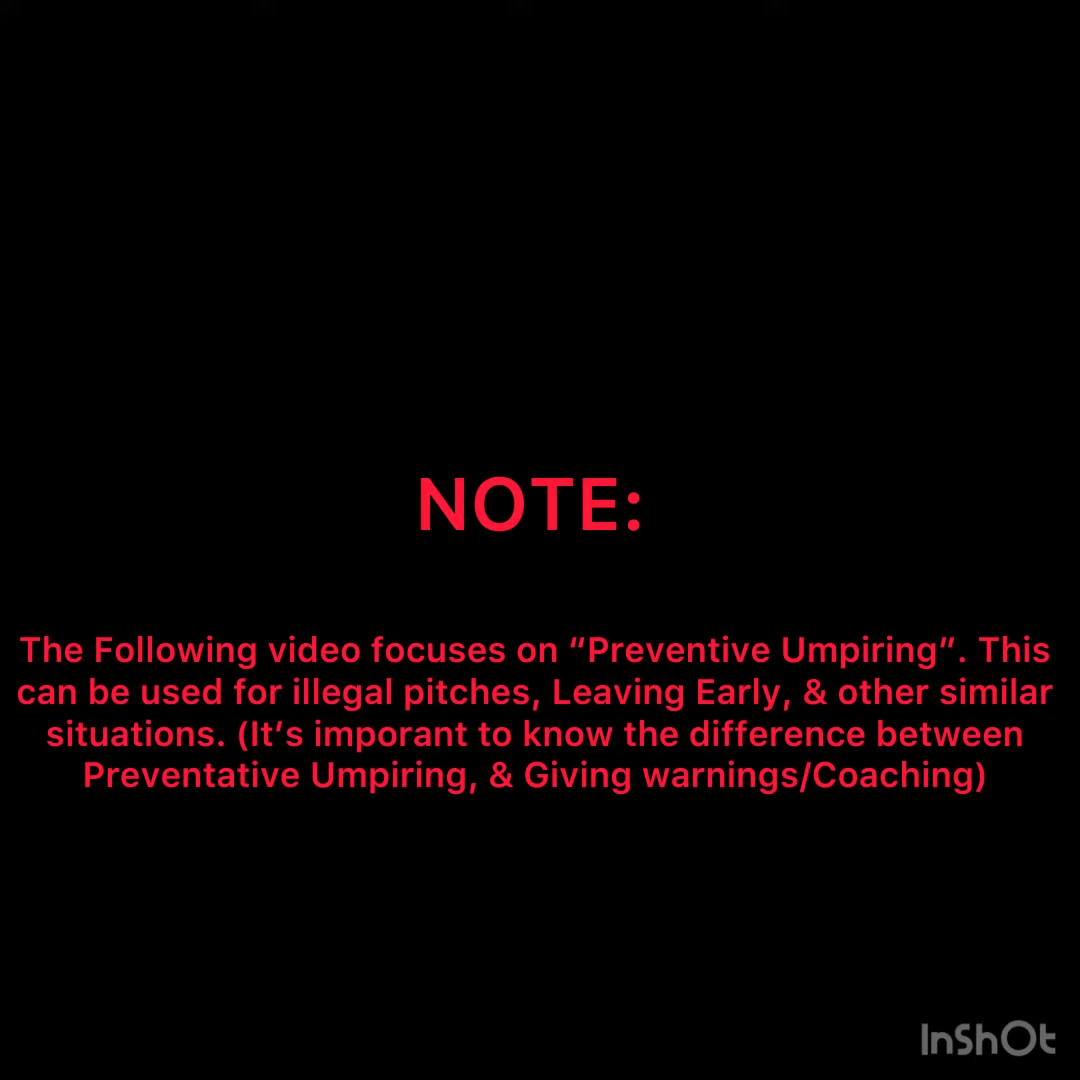 NOTE:
The Following video focuses on “Preventive Umpiring”. This
can be used for illegal pitches, Leaving Early, & other similar
situations. (It’s imporant to know the difference between
Preventative Umpiring, & Giving warnings/Coaching)
InShOt